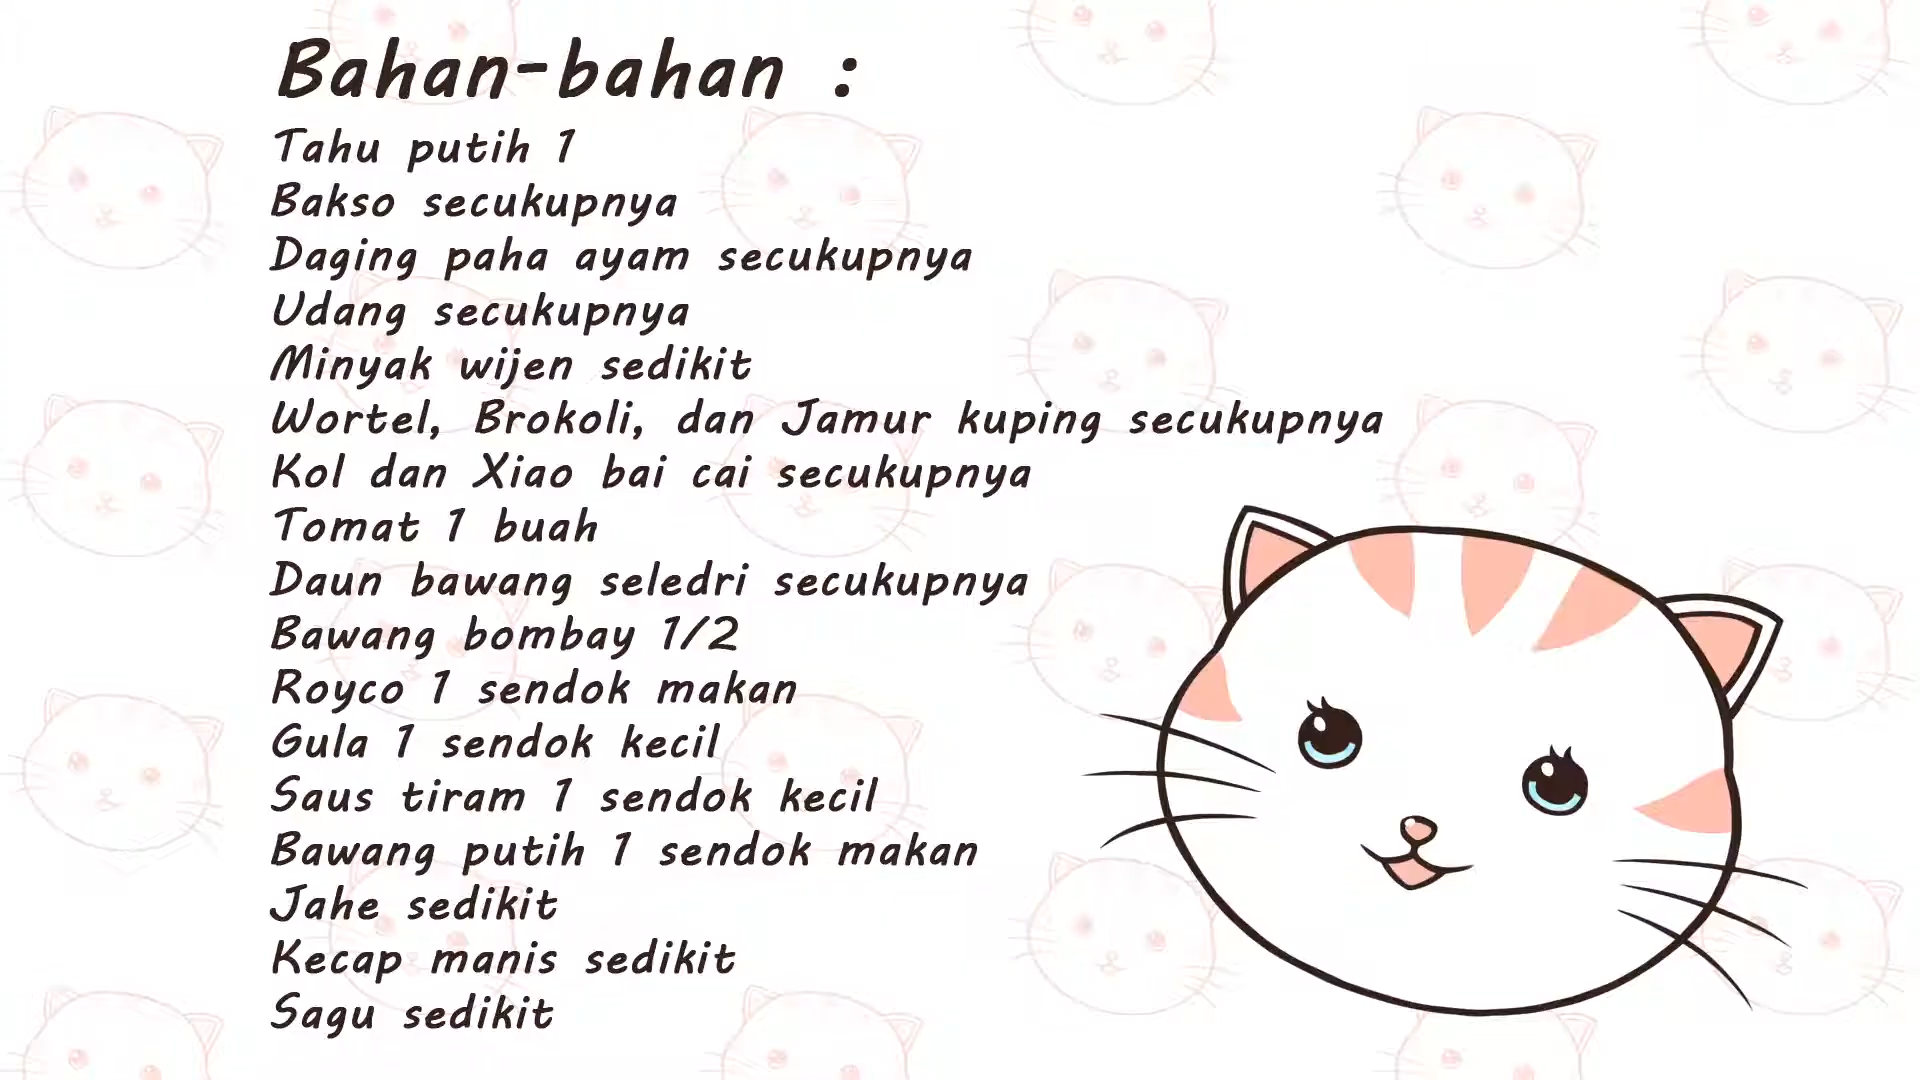 Bahan-bahan :
Tahu putih 1
Bakso secukupnya
Daging paha ayam secukupnya
Udang secukupnya
Minyak wijen sedikit
Wortel, Brokoli, dan Jamur kuping secukupnya
Kol dan Xiao bai cai secukupnya
Tomat 1 buah
Daun bawang seledri secukupnya
Bawang bombay 1/2
Royco 1 sendok makan
Gula 1 sendok kecil
Saus tiram 1 sendok kecil
Bawang putih 1 sendok makan
Jahe sedikit
Kecap manis sedikit
Sagu sedikit